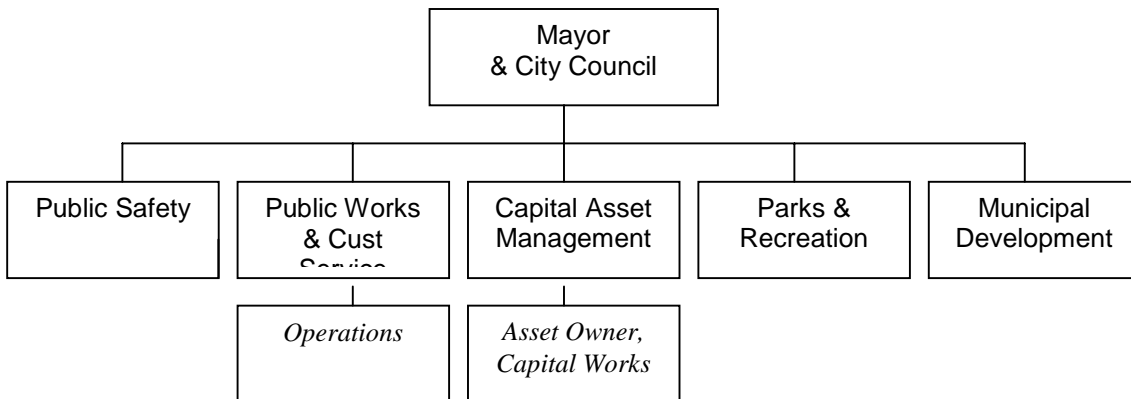 Mayor
& City Council
Public Safety
Public Works
& Cust
Service
Capital Asset
Management
Parks &
Recreation
Municipal
Development
Operations
Asset Owner,
Capital Works